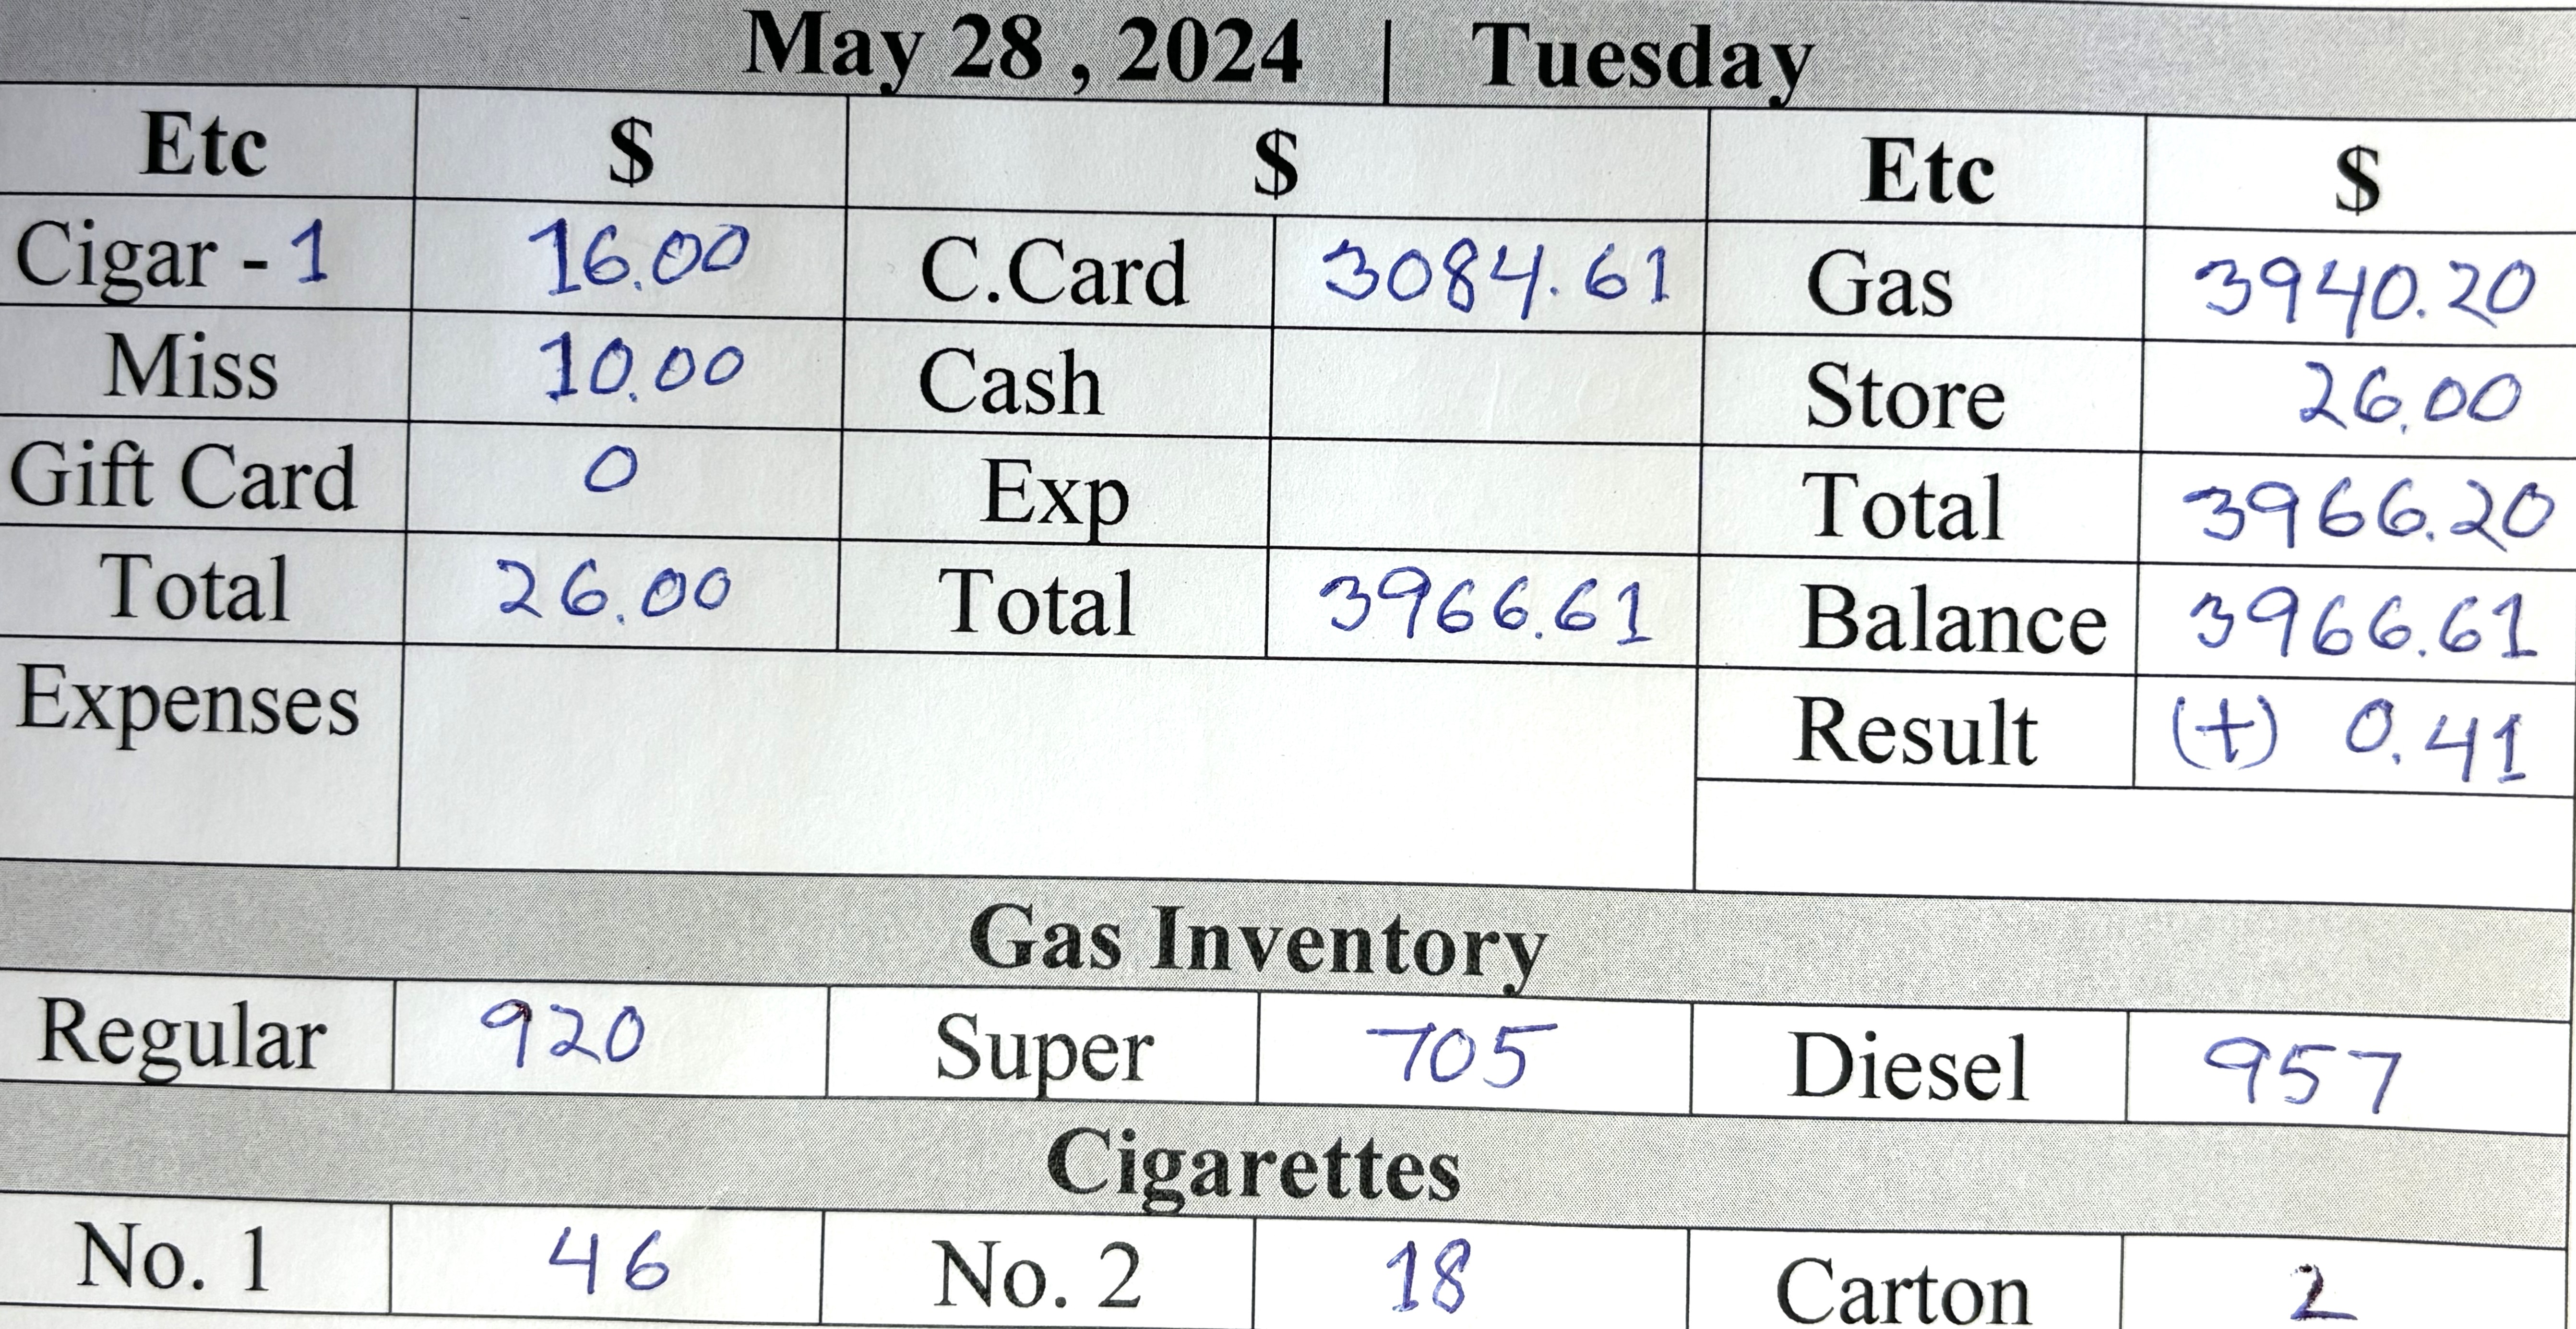 May 28 , 2024 | Tuesday
Etc $ $ Etc $
Cigar - 1 16.00 C.Card 3084.61 Gas 3940.20
Miss 10.00 Cash Store 26.00
Gift Card 0 Exp Total 3966.20
Total 26.00 Total 3966.61 Balance 3966.61
Expenses Result (+) 0.41
Gas Inventory
Regular 920 Super 705 Diesel 957
Cigarettes
No. 1 46 No. 2 18 Carton 2